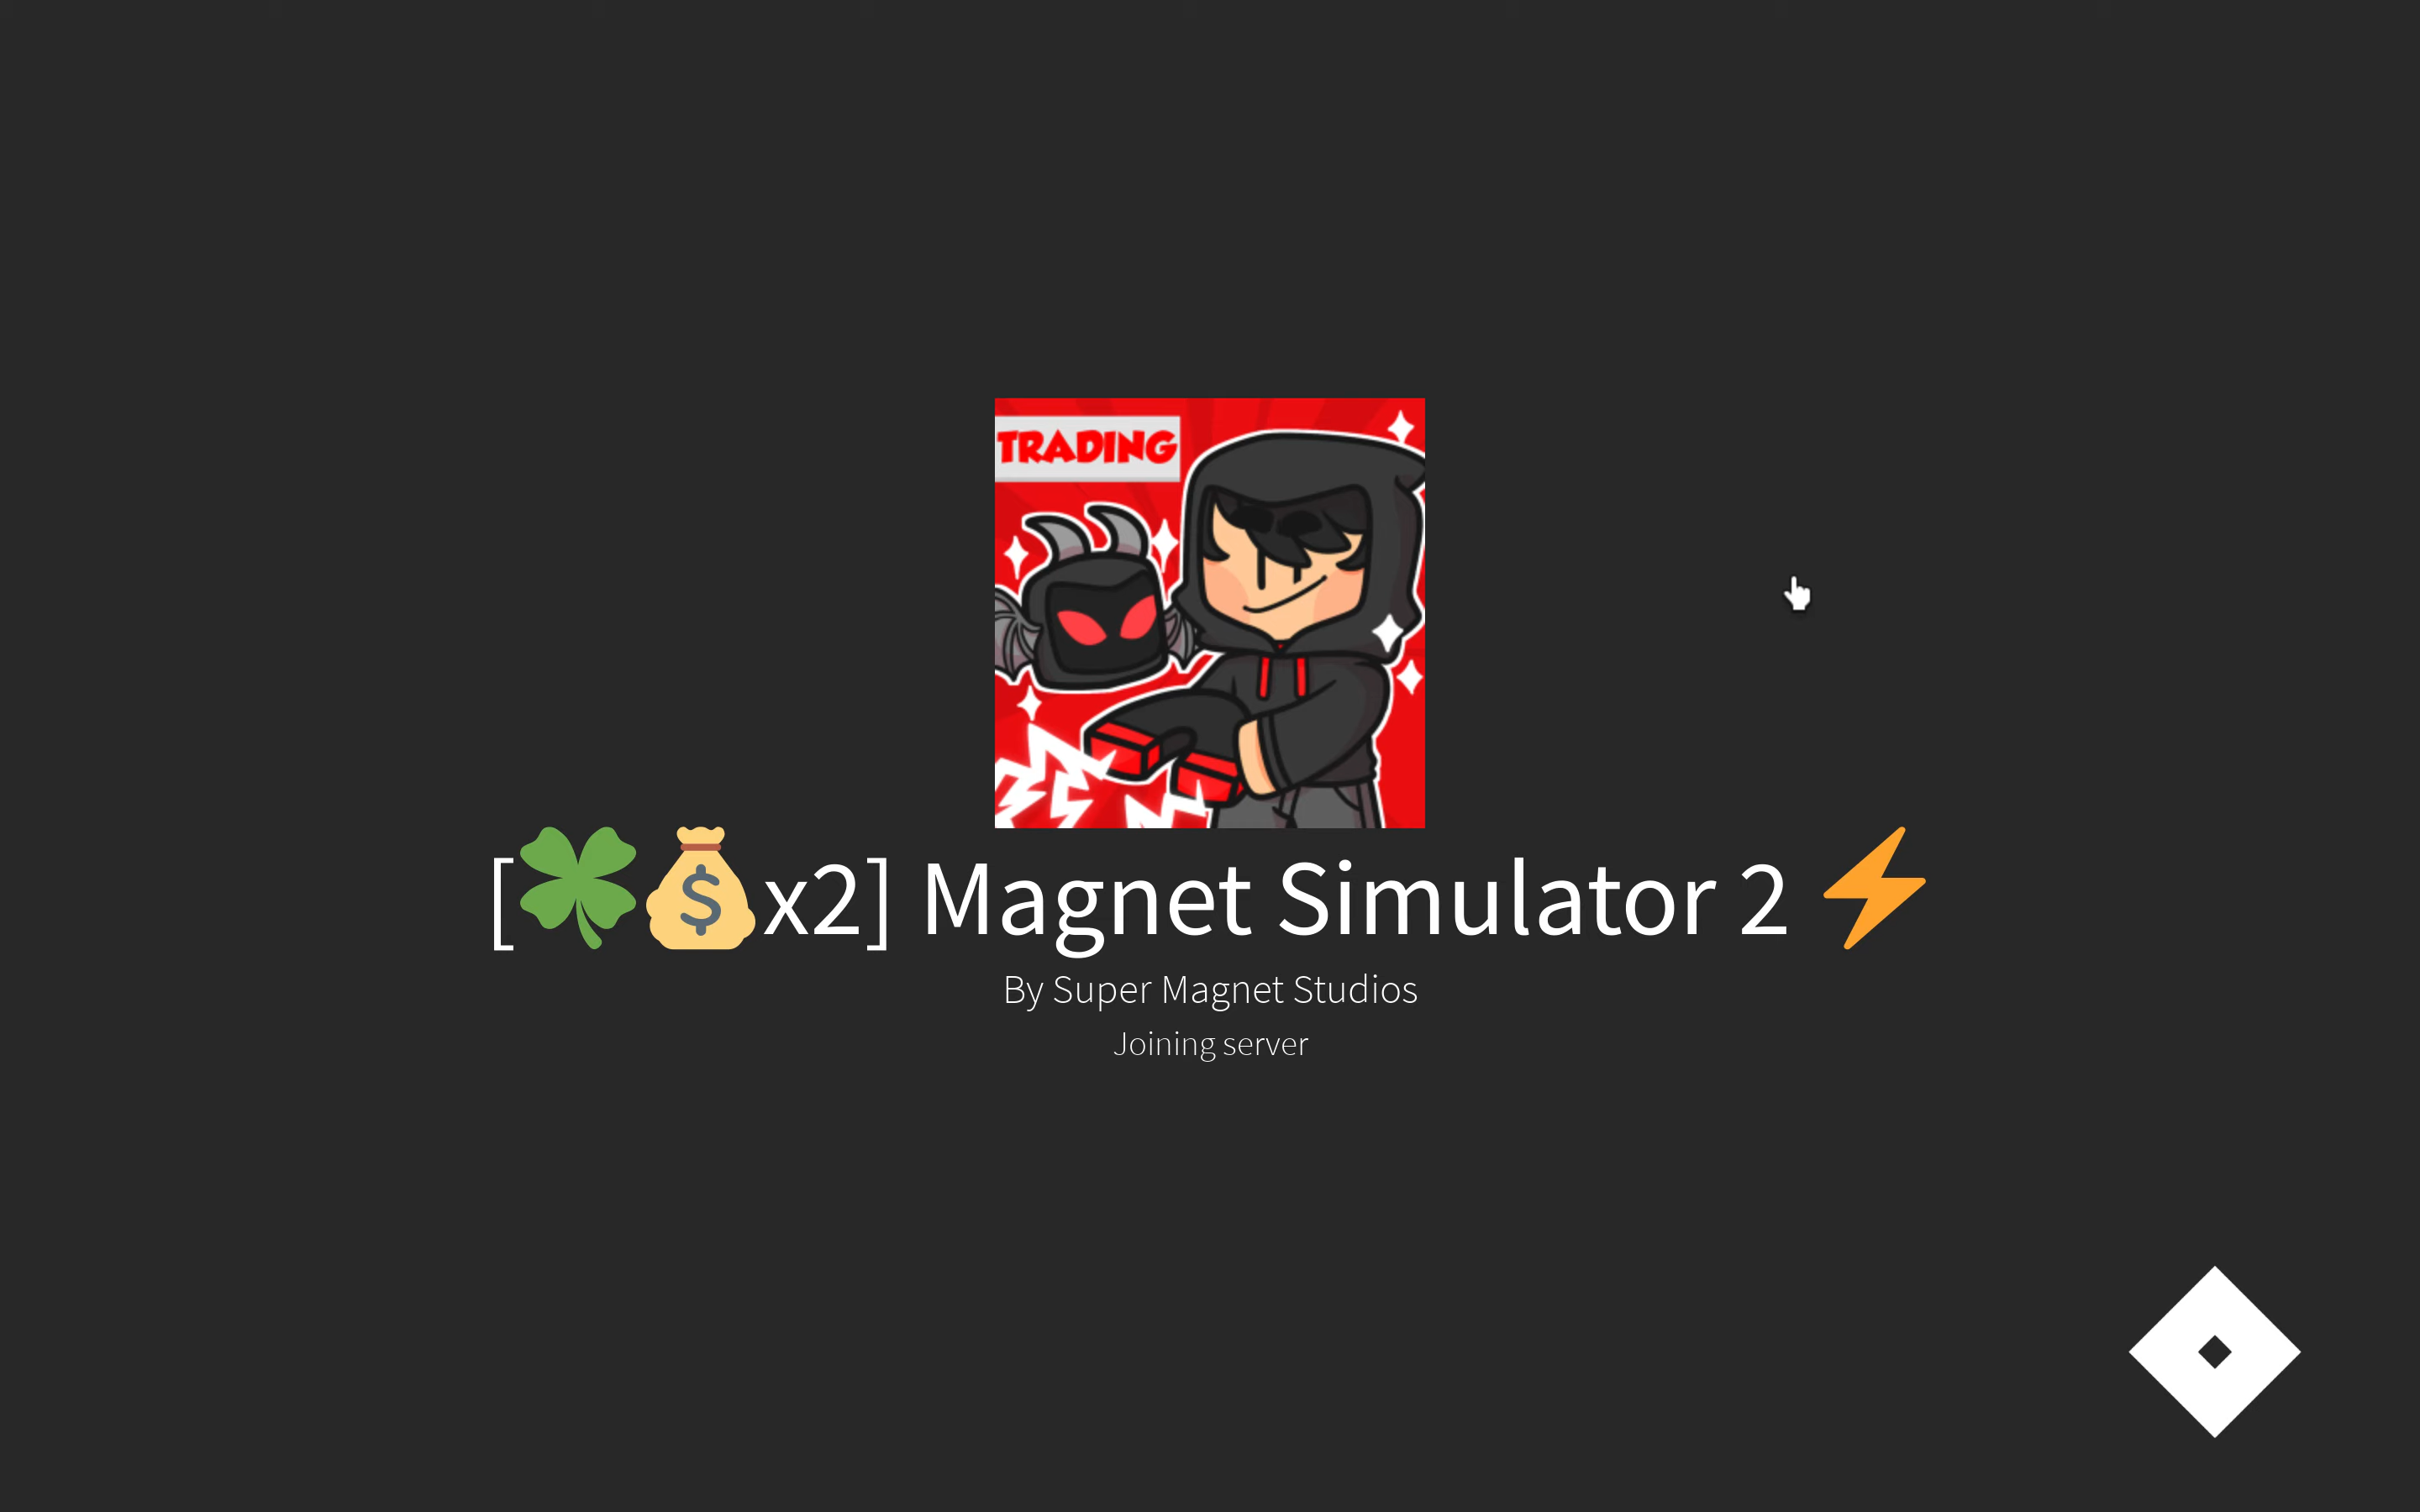 TRADING
[🍀💰x2] Magnet Simulator 2⚡
By Super Magnet Studios
Joining server